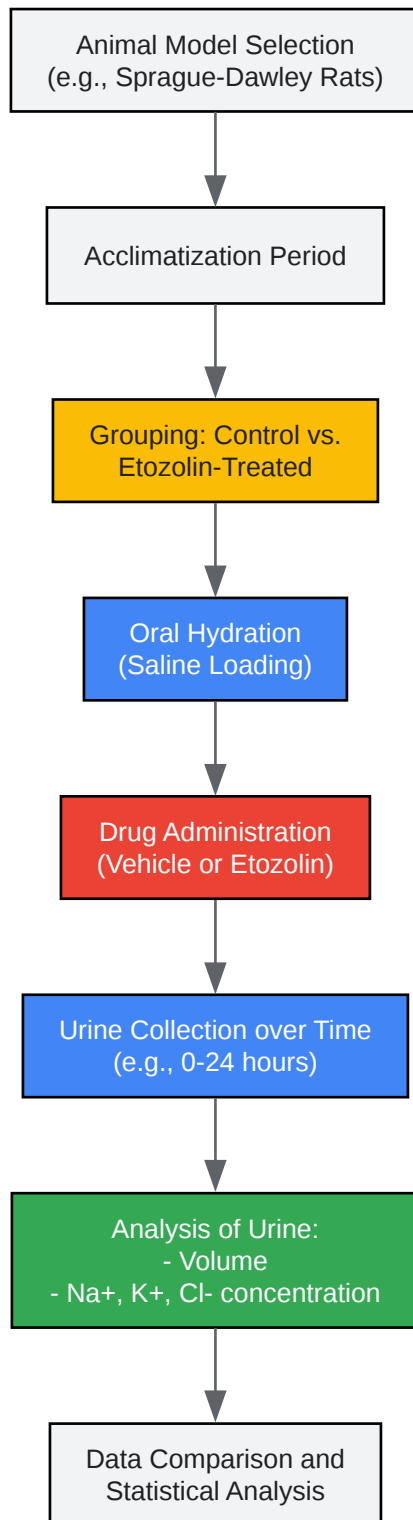 Animal Model Selection
(e.g., Sprague-Dawley Rats)
Acclimatization Period
Grouping: Control vs.
Etozolin-Treated
Oral Hydration
(Saline Loading)
Drug Administration
(Vehicle or Etozolin)
Urine Collection over Time
(e.g., 0-24 hours)
Analysis of Urine:
- Volume
- Na+, K+, Cl- concentration
Data Comparison and
Statistical Analysis